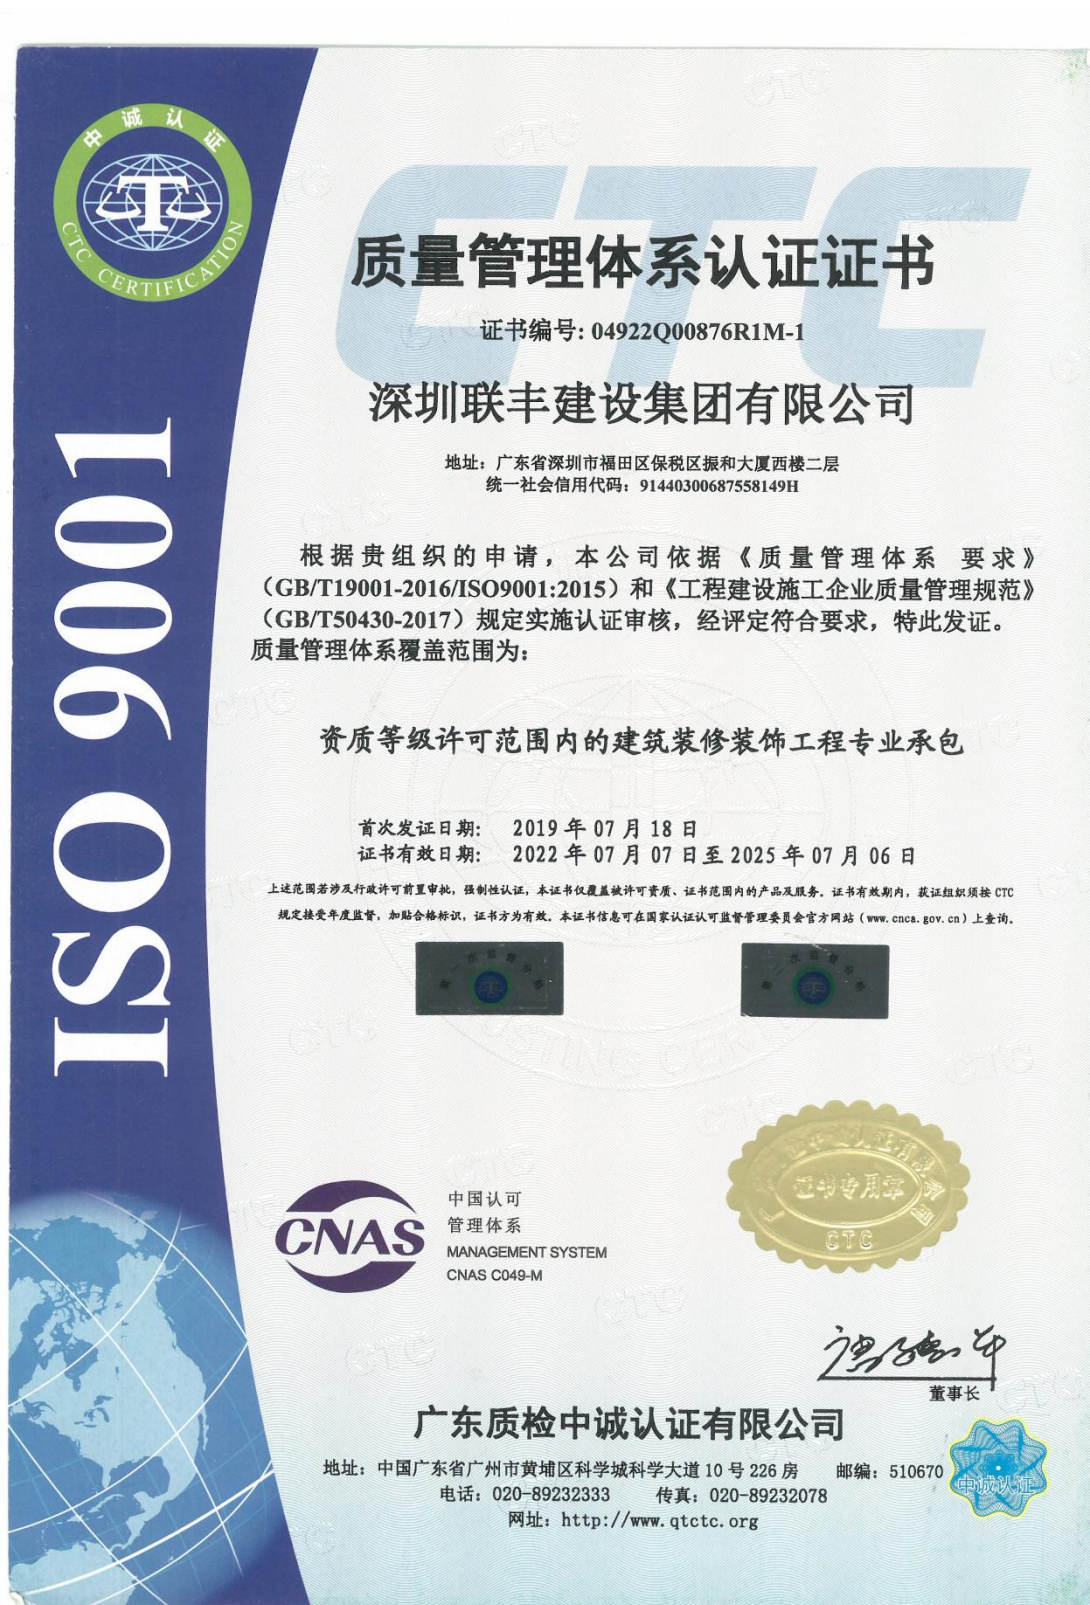 中诚认证
CTC CERTIFICATION
CTC
ISO 9001
质量管理体系认证证书
证书编号: 04922Q00876R1M-1
深圳联丰建设集团有限公司
地址：广东省深圳市福田区保税区振和大厦西楼二层
统一社会信用代码：91440300687558149H
根据贵组织的申请，本公司依据《质量管理体系 要求》
（GB/T19001-2016/ISO9001:2015）和《工程建设施工企业质量管理规范》
（GB/T50430-2017）规定实施认证审核，经评定符合要求，特此发证。
质量管理体系覆盖范围为：
资质等级许可范围内的建筑装修装饰工程专业承包
首次发证日期： 2019 年 07 月 18 日
证书有效日期： 2022 年 07 月 07 日至 2025 年 07 月 06 日
上述范围若涉及行政许可前置审批，强制性认证，本证书仅覆盖被许可资质、证书范围内的产品及服务。证书有效期内，获证组织须按 CTC
规定接受年度监督，加贴合格标识，证书方为有效。本证书信息可在国家认证认可监督管理委员会官方网站（www.cnca.gov.cn）上查询。
CNAS
中国认可
管理体系
MANAGEMENT SYSTEM
CNAS C049-M
证书专用章
CTC
董事长
广东质检中诚认证有限公司
地址：中国广东省广州市黄埔区科学城科学大道 10 号 226 房 邮编：510670
电话：020-89232333 传真：020-89232078
网址：http://www.qtctc.org
中诚认证